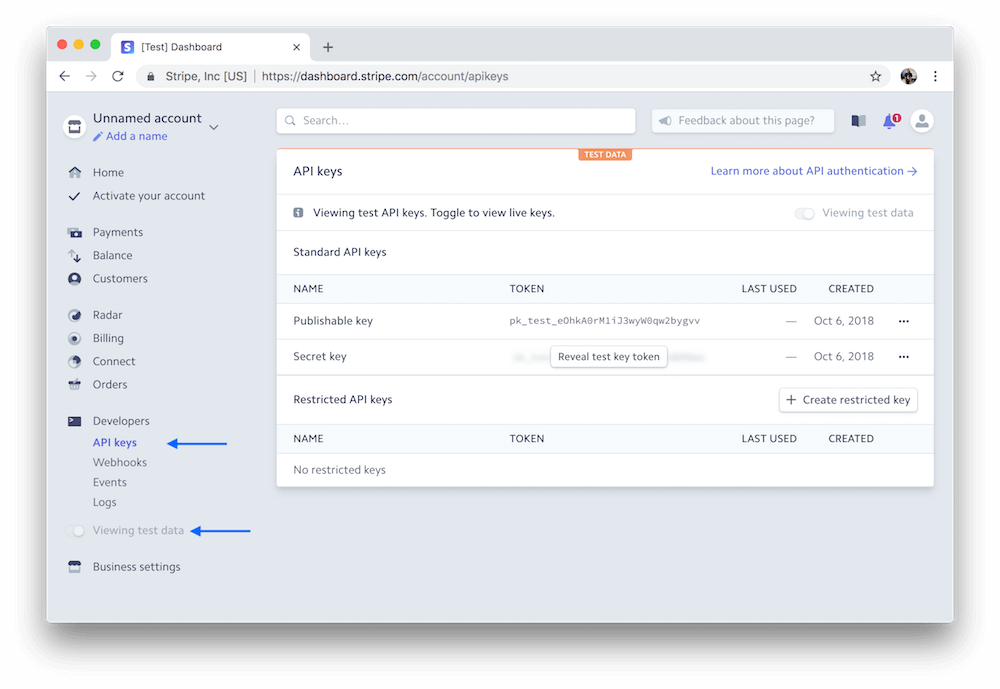 [Test] Dashboard
Stripe, Inc [US] | https://dashboard.stripe.com/account/apikeys
Unnamed account
Add a name
Search...
Feedback about this page?
1
Home
Activate your account
Payments
Balance
Customers
Radar
Billing
Connect
Orders
Developers
API keys
Webhooks
Events
Logs
Viewing test data
Business settings
TEST DATA
API keys
Learn more about API authentication →
Viewing test API keys. Toggle to view live keys.
Viewing test data
Standard API keys
NAME TOKEN LAST USED CREATED
Publishable key pk_test_eOhkA0rM1iJ3wyW0qw2bygvv — Oct 6, 2018
Secret key Reveal test key token — Oct 6, 2018
Restricted API keys
+ Create restricted key
NAME TOKEN LAST USED CREATED
No restricted keys